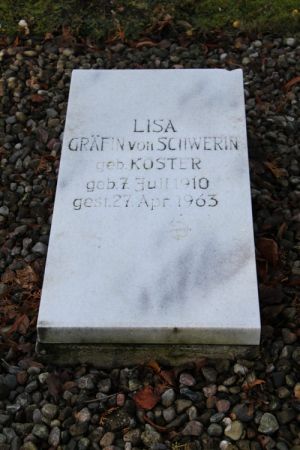 LISA
GRÄFIN von SCHWERIN
geb. KOSTER
geb. 7. Juli 1910
gest. 27. Apr. 1963